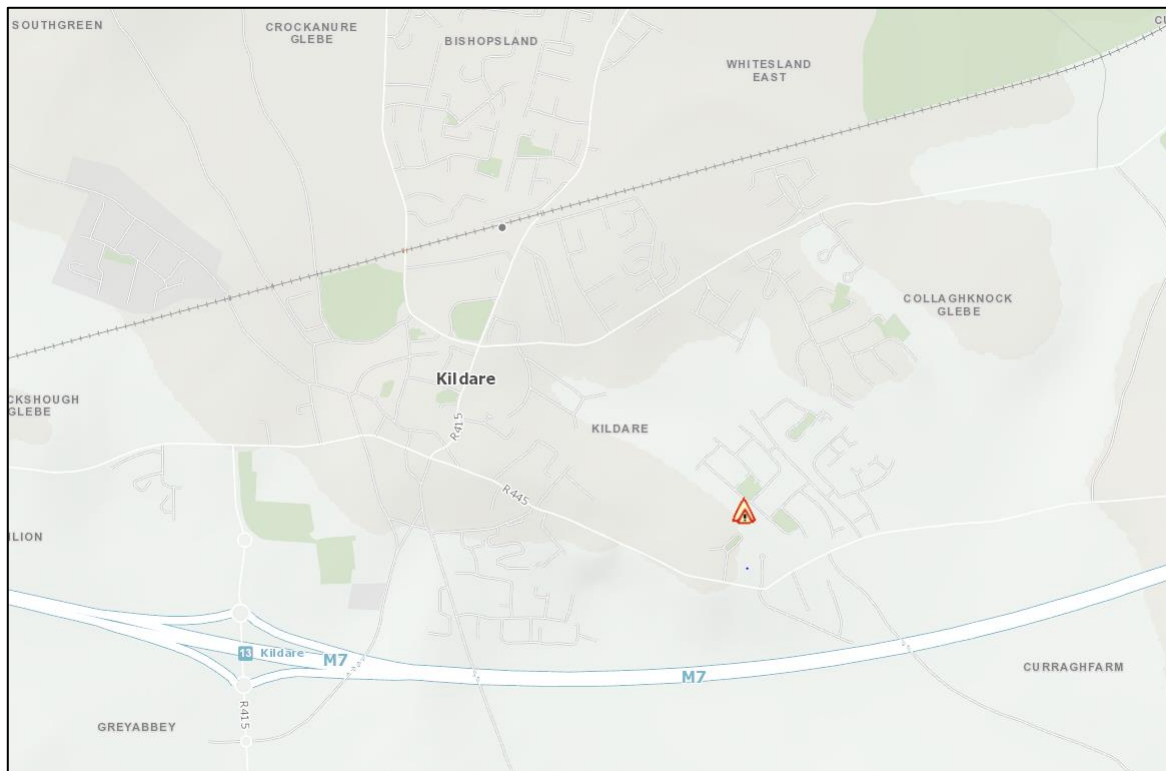 SOUTHGREEN
CROCKANURE
GLEBE
BISHOPSLAND
CU
WHITESLAND
EAST
COLLAGHKNOCK
GLEBE
Kildare
CKSHOUGH
GLEBE
R415
KILDARE
R445
ILION
13 Kildare
M7
M7
CURRAGHFARM
R415
GREYABBEY